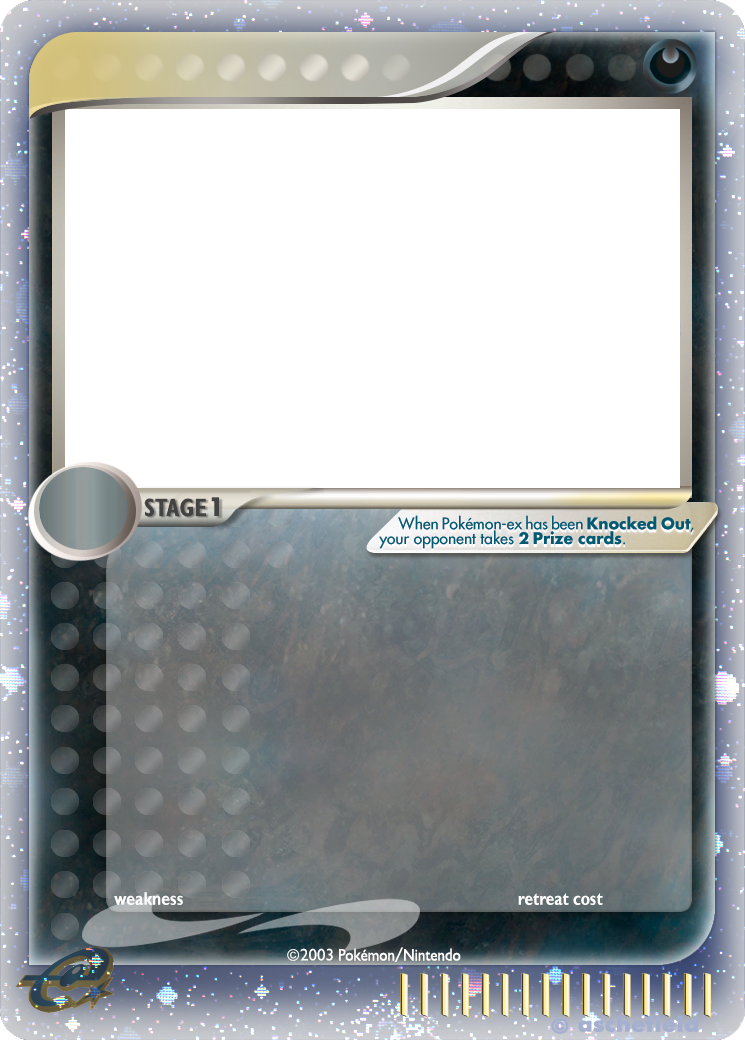 STAGE 1
When Pokémon-ex has been Knocked Out,
your opponent takes 2 Prize cards.
weakness
retreat cost
©2003 Pokémon/Nintendo
© aschefield